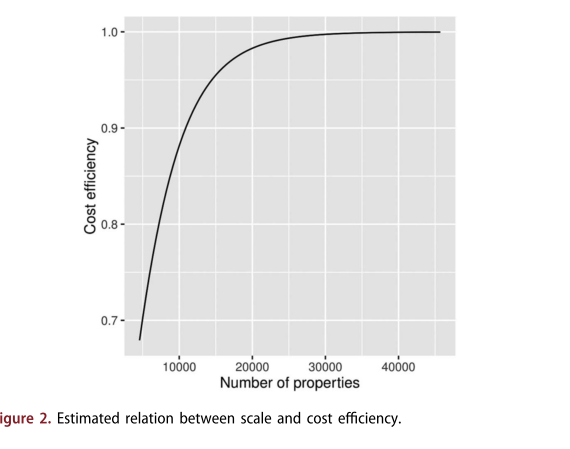 1.0
0.9
0.8
0.7
Cost efficiency
10000 20000 30000 40000
Number of properties
igure 2. Estimated relation between scale and cost efficiency.